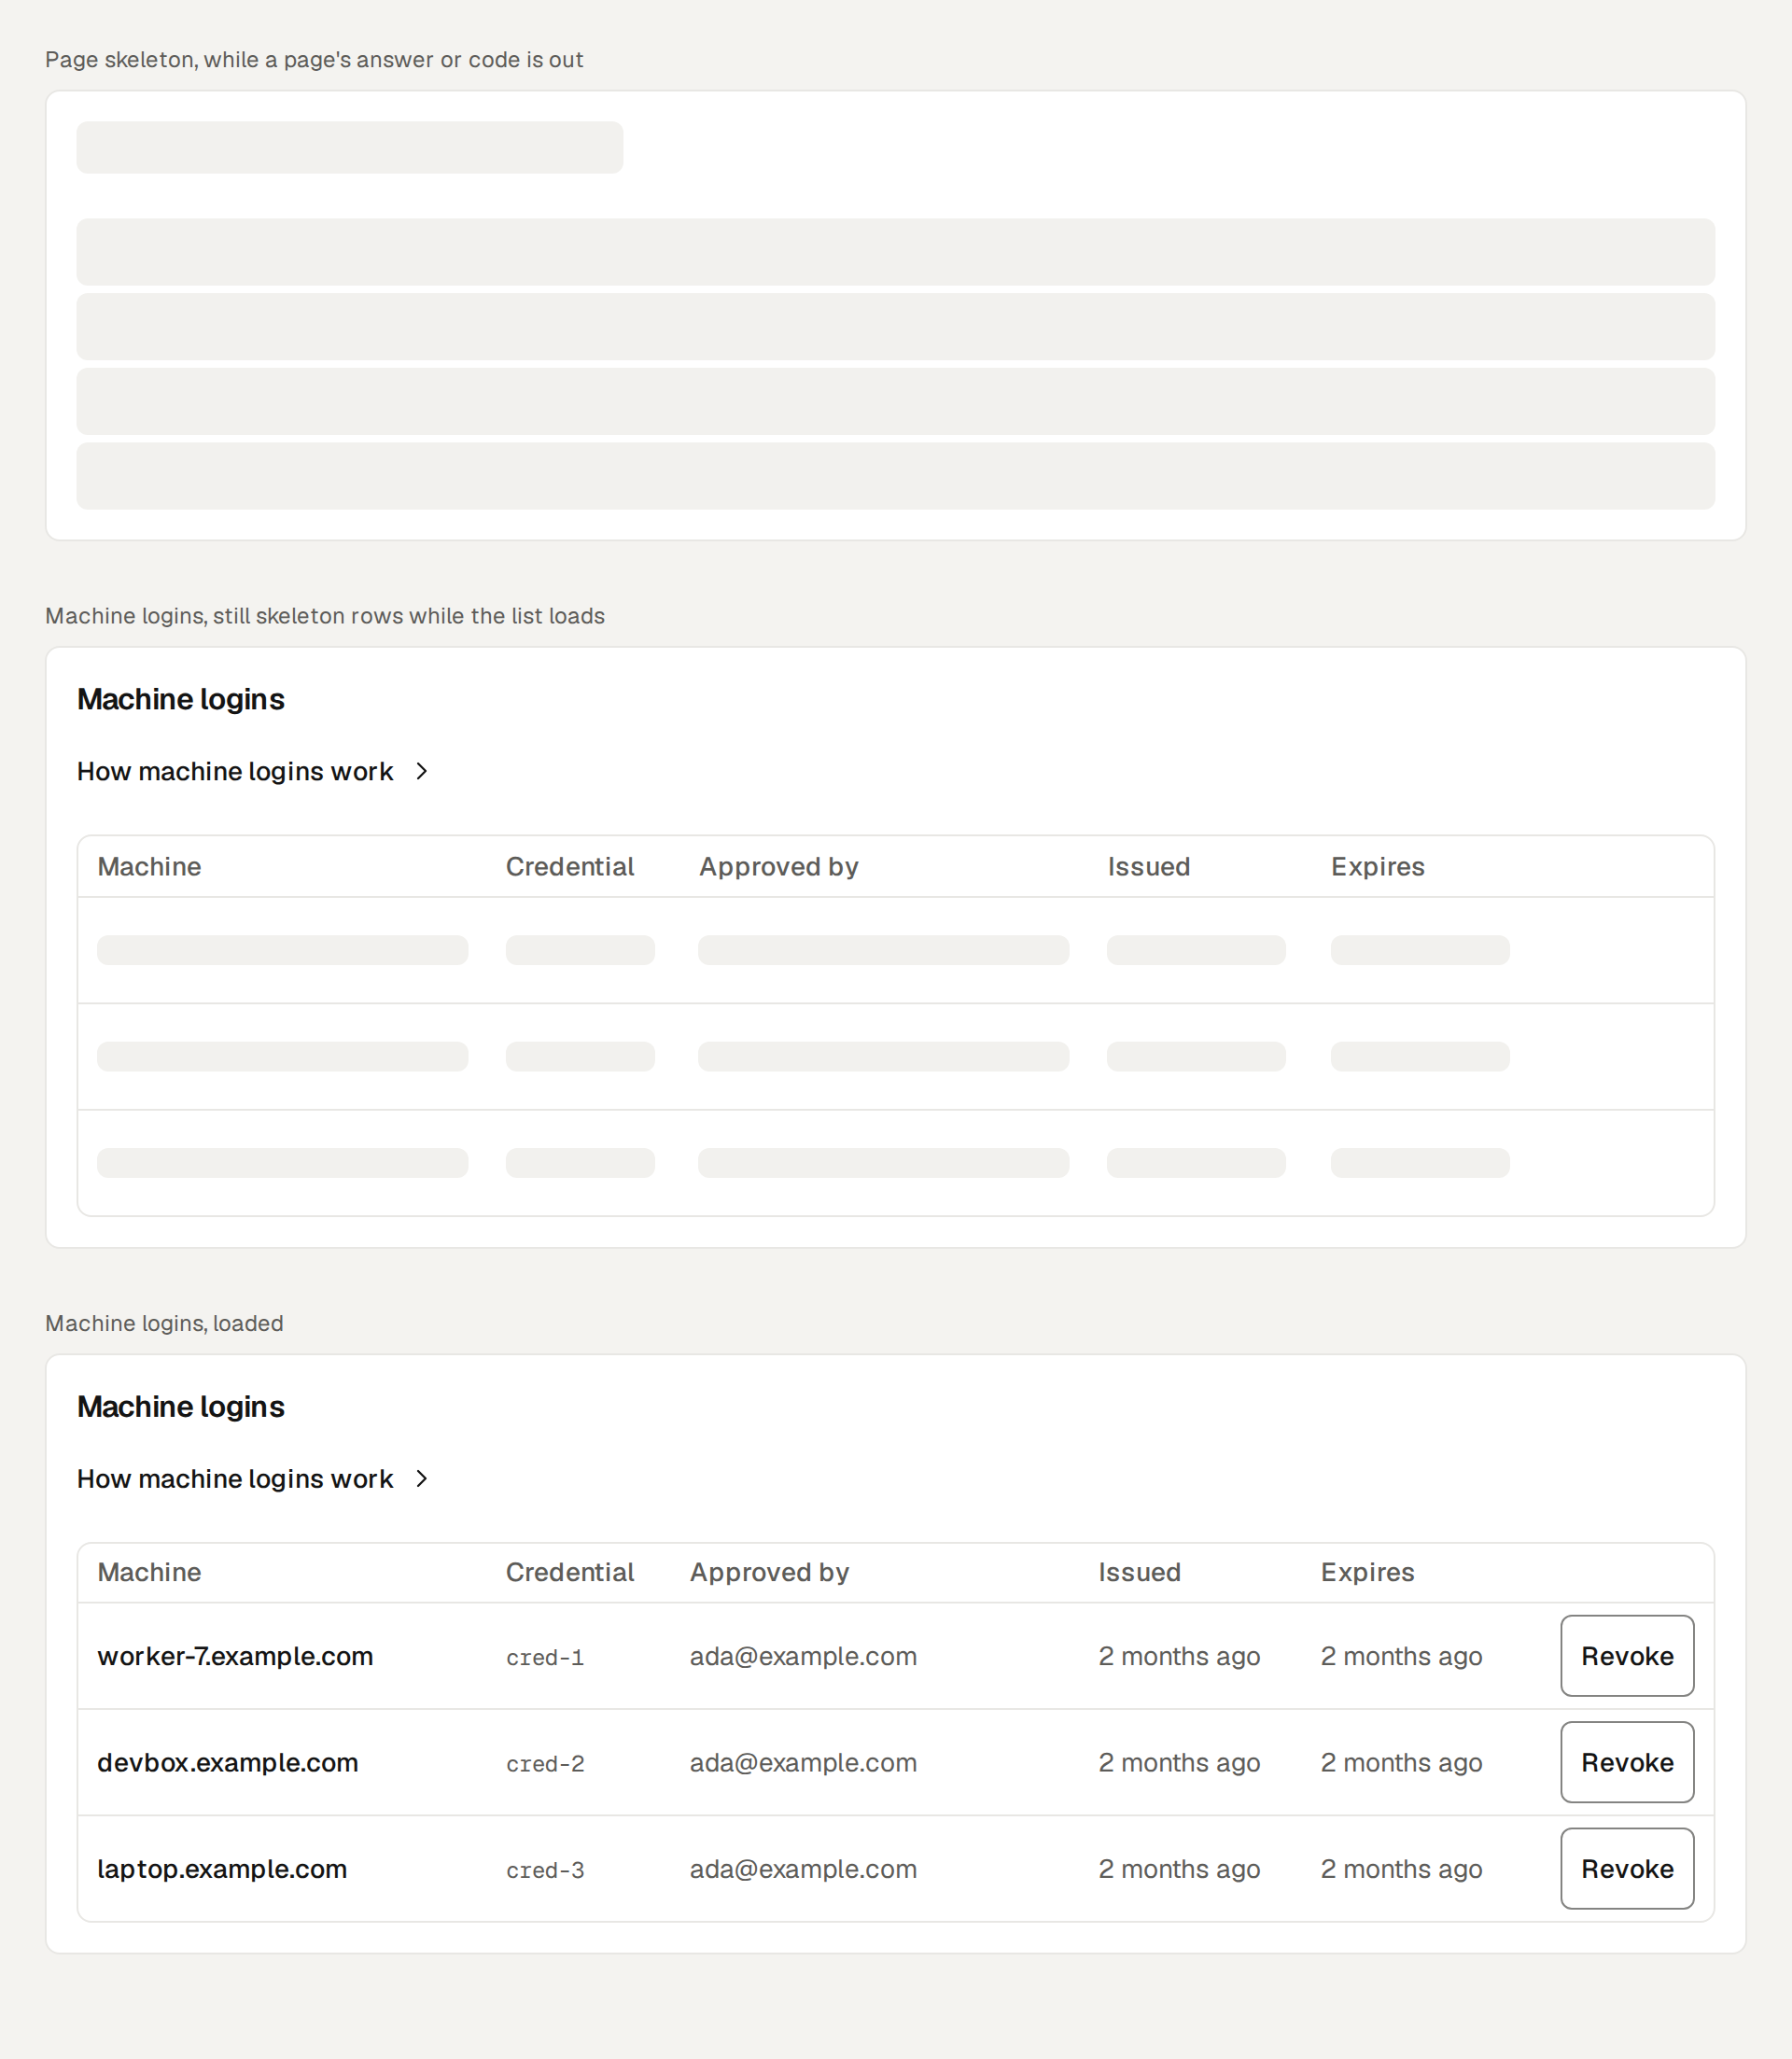 Page skeleton, while a page's answer or code is out
Machine logins, still skeleton rows while the list loads
Machine logins
How machine logins work
Machine Credential Approved by Issued Expires
Machine logins, loaded
Machine logins
How machine logins work
Machine Credential Approved by Issued Expires
worker-7.example.com cred-1 ada@example.com 2 months ago 2 months ago Revoke
devbox.example.com cred-2 ada@example.com 2 months ago 2 months ago Revoke
laptop.example.com cred-3 ada@example.com 2 months ago 2 months ago Revoke